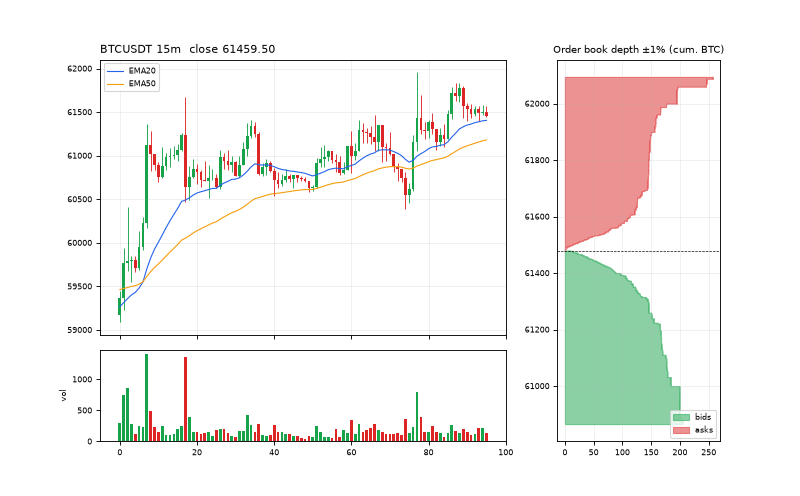 BTCUSDT 15m  close 61459.50
EMA20
EMA50
62000
61500
61000
60500
60000
59500
59000
vol
1000
500
0
0 20 40 60 80 100
Order book depth ±1% (cum. BTC)
62000
61800
61600
61400
61200
61000
bids
asks
0 50 100 150 200 250